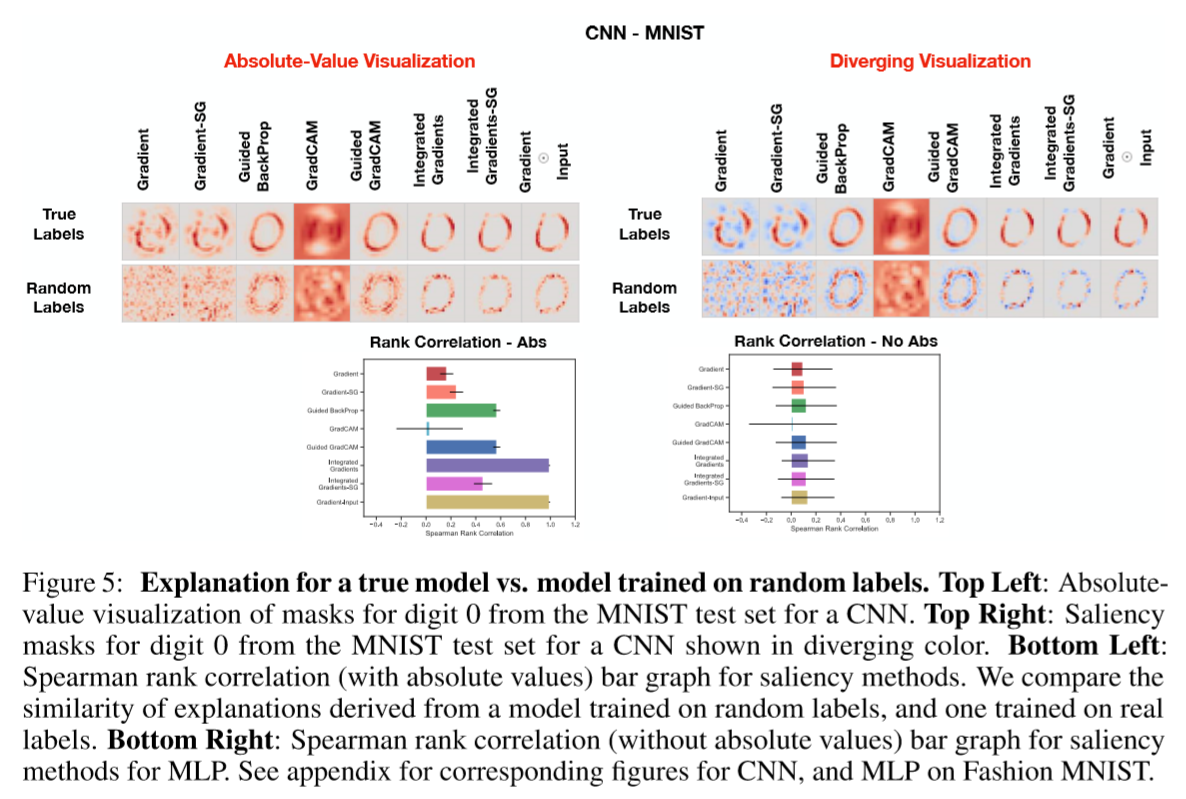 CNN - MNIST
Absolute-Value Visualization
Diverging Visualization
Gradient
Gradient-SG
Guided
BackProp
GradCAM
Guided
GradCAM
Integrated
Gradients
Integrated
Gradients-SG
Gradient
⊙
Input
Gradient
Gradient-SG
Guided
BackProp
GradCAM
Guided
GradCAM
Integrated
Gradients
Integrated
Gradients-SG
Gradient
⊙
Input
True
Labels
Random
Labels
True
Labels
Random
Labels
Rank Correlation - Abs
Gradient
Gradient-SG
Guided BackProp
GradCAM
Guided GradCAM
Integrated
Gradients
Integrated
Gradients-SG
Gradient-Input
−0.4 −0.2 0.0 0.2 0.4 0.6 0.8 1.0 1.2
Spearman Rank Correlation
Rank Correlation - No Abs
Gradient
Gradient-SG
Guided BackProp
GradCAM
Guided GradCAM
Integrated
Gradients
Integrated
Gradients-SG
Gradient-Input
−0.4 −0.2 0.0 0.2 0.4 0.6 0.8 1.0 1.2
Spearman Rank Correlation
Figure 5: Explanation for a true model vs. model trained on random labels. Top Left: Absolute-
value visualization of masks for digit 0 from the MNIST test set for a CNN. Top Right: Saliency
masks for digit 0 from the MNIST test set for a CNN shown in diverging color. Bottom Left:
Spearman rank correlation (with absolute values) bar graph for saliency methods. We compare the
similarity of explanations derived from a model trained on random labels, and one trained on real
labels. Bottom Right: Spearman rank correlation (without absolute values) bar graph for saliency
methods for MLP. See appendix for corresponding figures for CNN, and MLP on Fashion MNIST.